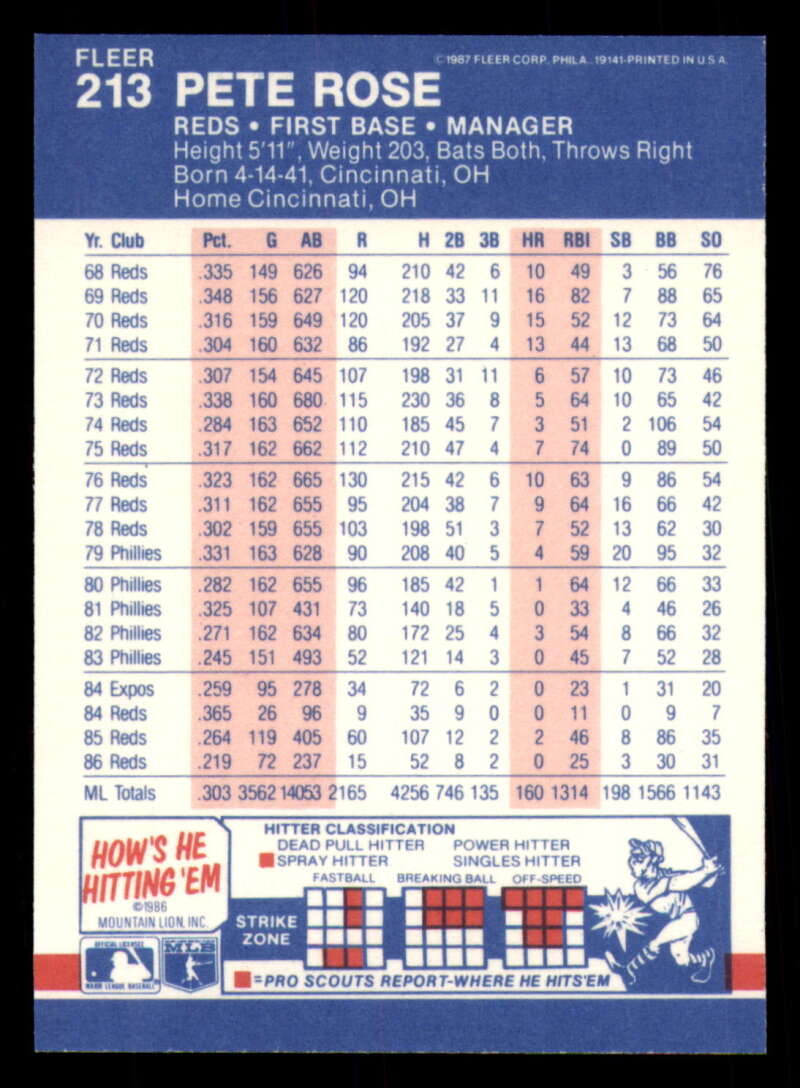 FLEER
©1987 FLEER CORP. PHILA. 19141-PRINTED IN U S A
213 PETE ROSE
REDS • FIRST BASE • MANAGER
Height 5'11", Weight 203, Bats Both, Throws Right
Born 4-14-41, Cincinnati, OH
Home Cincinnati, OH
Yr. Club Pct. G AB R H 2B 3B HR RBI SB BB SO
68 Reds .335 149 626 94 210 42 6 10 49 3 56 76
69 Reds .348 156 627 120 218 33 11 16 82 7 88 65
70 Reds .316 159 649 120 205 37 9 15 52 12 73 64
71 Reds .304 160 632 86 192 27 4 13 44 13 68 50
72 Reds .307 154 645 107 198 31 11 6 57 10 73 46
73 Reds .338 160 680 115 230 36 8 5 64 10 65 42
74 Reds .284 163 652 110 185 45 7 3 51 2 106 54
75 Reds .317 162 662 112 210 47 4 7 74 0 89 50
76 Reds .323 162 665 130 215 42 6 10 63 9 86 54
77 Reds .311 162 655 95 204 38 7 9 64 16 66 42
78 Reds .302 159 655 103 198 51 3 7 52 13 62 30
79 Phillies .331 163 628 90 208 40 5 4 59 20 95 32
80 Phillies .282 162 655 96 185 42 1 1 64 12 66 33
81 Phillies .325 107 431 73 140 18 5 0 33 4 46 26
82 Phillies .271 162 634 80 172 25 4 3 54 8 66 32
83 Phillies .245 151 493 52 121 14 3 0 45 7 52 28
84 Expos .259 95 278 34 72 6 2 0 23 1 31 20
84 Reds .365 26 96 9 35 9 0 0 11 0 9 7
85 Reds .264 119 405 60 107 12 2 2 46 8 86 35
86 Reds .219 72 237 15 52 8 2 0 25 3 30 31
ML Totals .303 3562 14053 2165 4256 746 135 160 1314 198 1566 1143
HOW'S HE
HITTING 'EM
©1986
MOUNTAIN LION, INC.
HITTER CLASSIFICATION
DEAD PULL HITTER POWER HITTER
SPRAY HITTER SINGLES HITTER
FASTBALL BREAKING BALL OFF-SPEED
STRIKE
ZONE
OFFICIAL LICENSEE
MAJOR LEAGUE BASEBALL
MLB
=PRO SCOUTS REPORT-WHERE HE HITS'EM